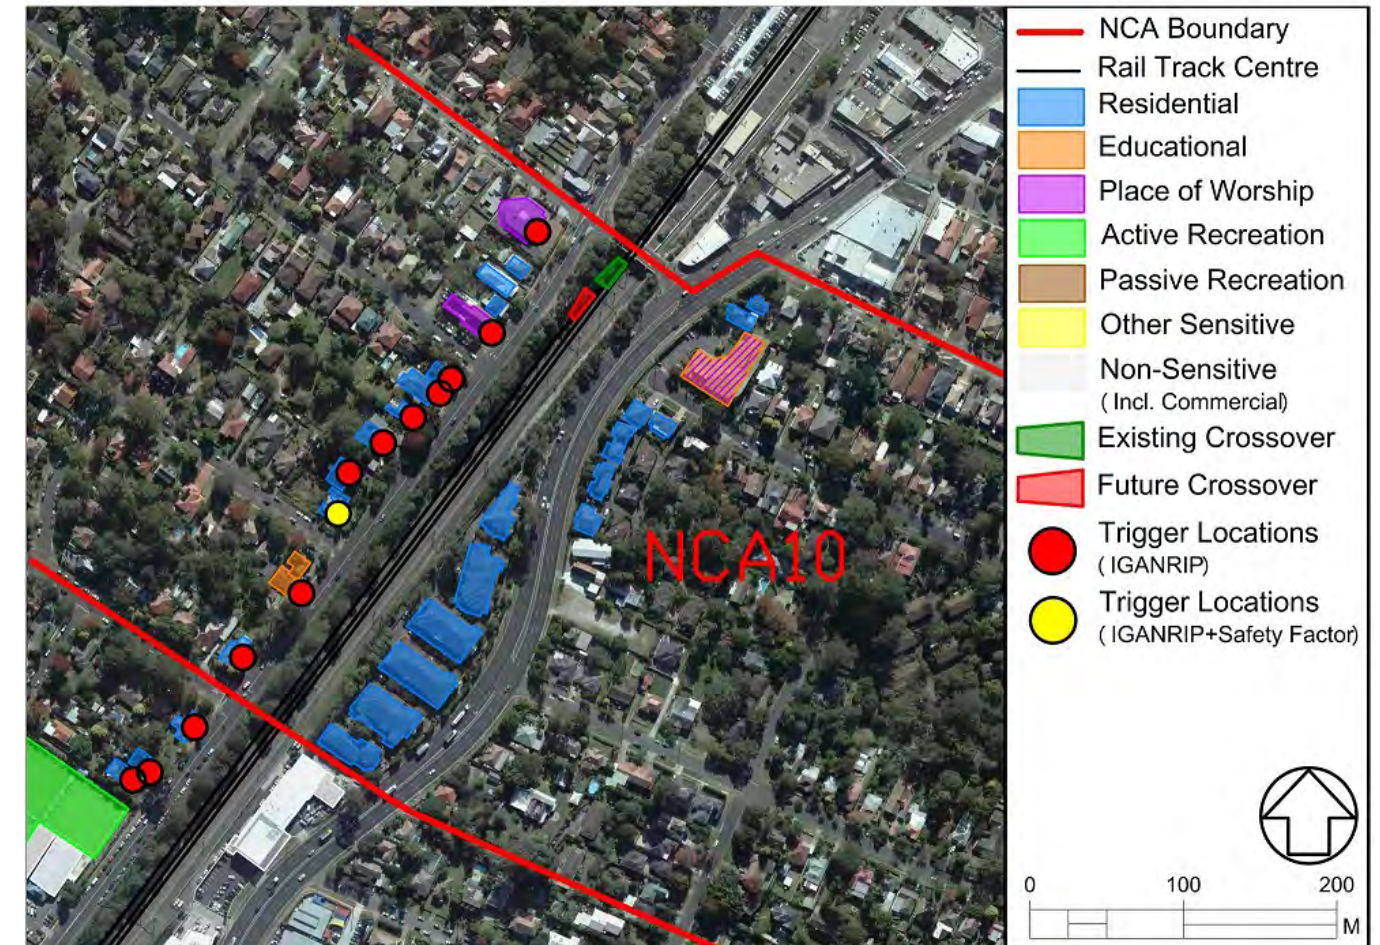 NCA10
NCA Boundary
Rail Track Centre
Residential
Educational
Place of Worship
Active Recreation
Passive Recreation
Other Sensitive
Non-Sensitive
(Incl. Commercial)
Existing Crossover
Future Crossover
Trigger Locations
(IGANRIP)
Trigger Locations
(IGANRIP+Safety Factor)
0 100 200
M